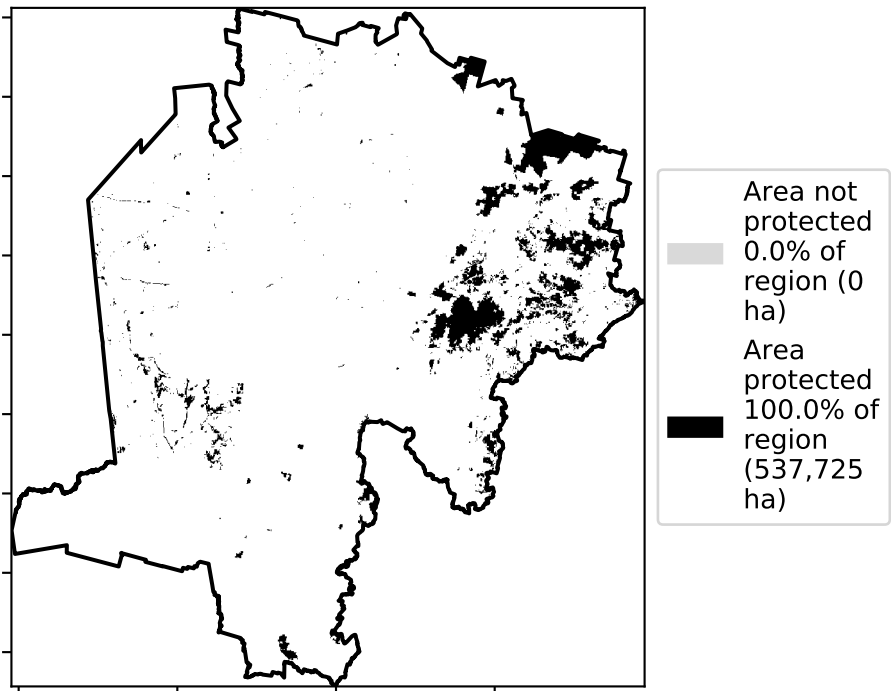 Area not
protected
0.0% of
region (0
ha)
Area
protected
100.0% of
region
(537,725
ha)